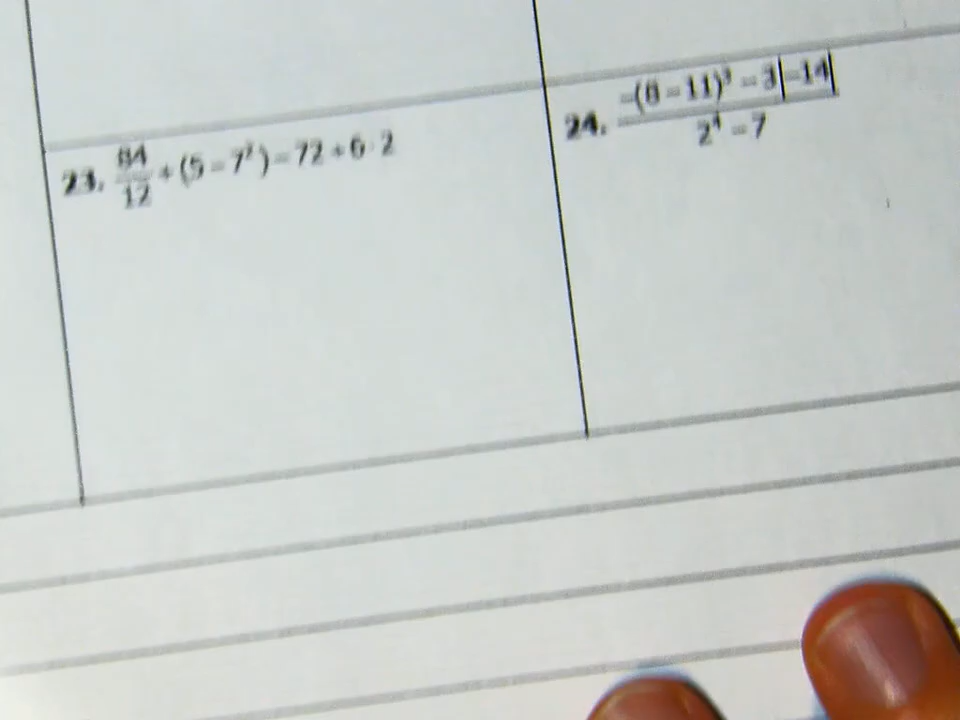 23. 84/12 + (5 - 7²) - 72 ÷ 6 · 2
24. -(8 - 11)³ - 3|-14| / 2⁴ - 7